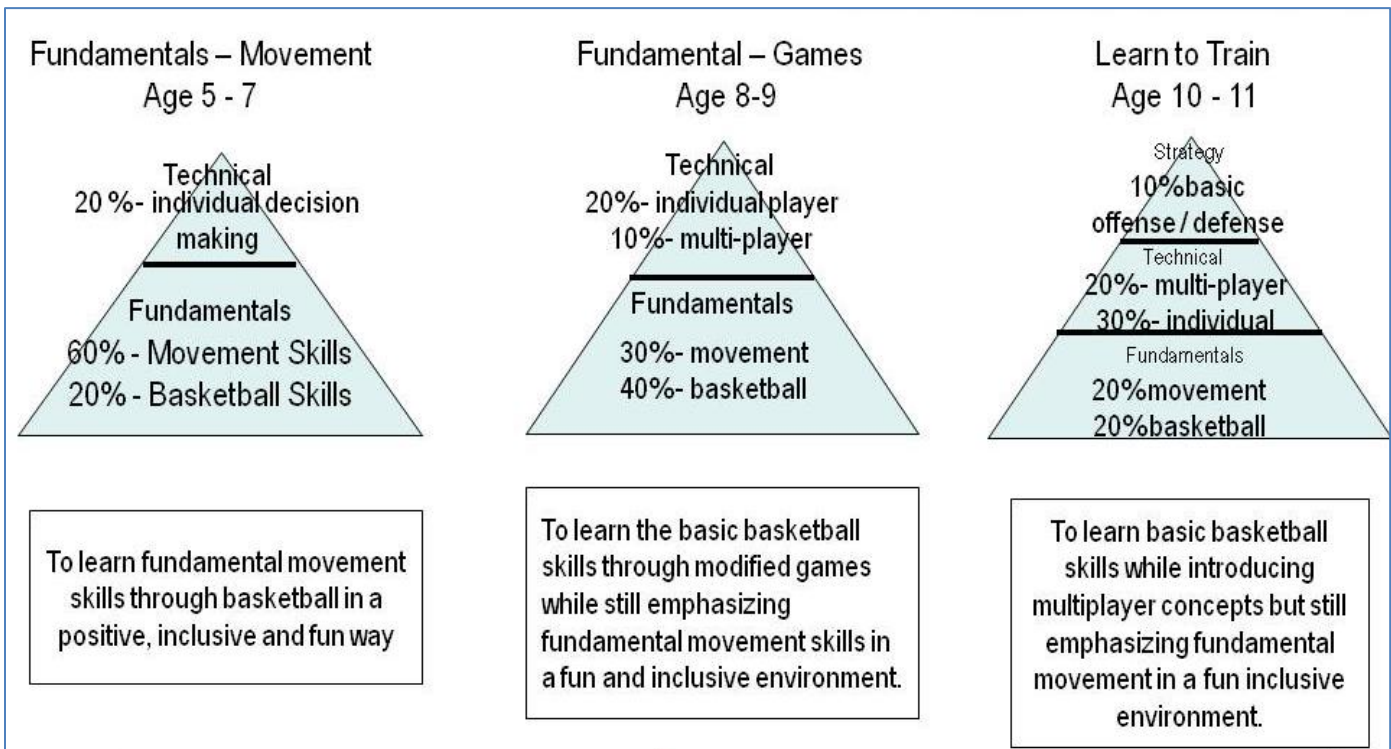 Fundamentals – Movement
Age 5 - 7
Technical
20 %- individual decision
making
Fundamentals
60% - Movement Skills
20% - Basketball Skills
To learn fundamental movement
skills through basketball in a
positive, inclusive and fun way
Fundamental – Games
Age 8-9
Technical
20%- individual player
10%- multi-player
Fundamentals
30%- movement
40%- basketball
To learn the basic basketball
skills through modified games
while still emphasizing
fundamental movement skills in
a fun and inclusive environment.
Learn to Train
Age 10 - 11
Strategy
10%basic
offense / defense
Technical
20%- multi-player
30%- individual
Fundamentals
20%movement
20%basketball
To learn basic basketball
skills while introducing
multiplayer concepts but still
emphasizing fundamental
movement in a fun inclusive
environment.